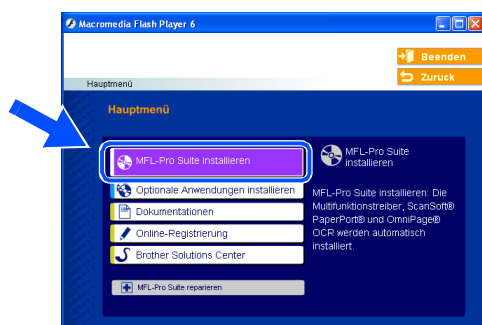 Macromedia Flash Player 6
Beenden
Zurück
Hauptmenü
Hauptmenü
MFL-Pro Suite installieren
Optionale Anwendungen installieren
Dokumentationen
Online-Registrierung
Brother Solutions Center
MFL-Pro Suite reparieren
MFL-Pro Suite
installieren
MFL-Pro Suite installieren: Die
Multifunktionstreiber, ScanSoft®
PaperPort® und OmniPage®
OCR werden automatisch
installiert.